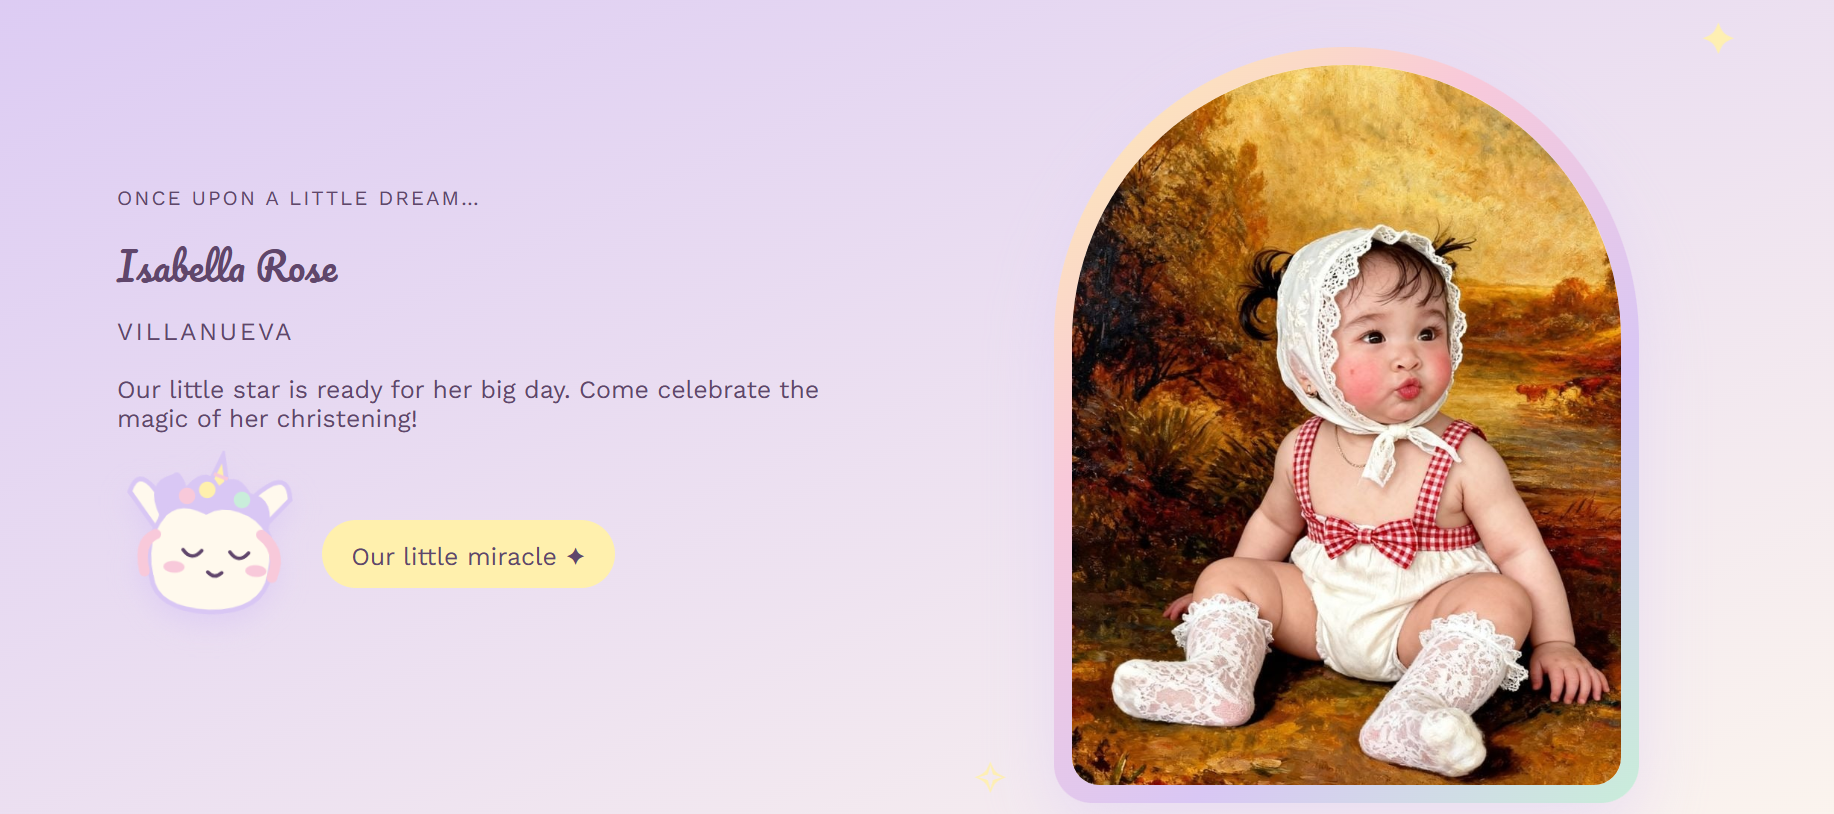 ONCE UPON A LITTLE DREAM...
Isabella Rose
VILLANUEVA
Our little star is ready for her big day. Come celebrate the
magic of her christening!
Our little miracle ✦